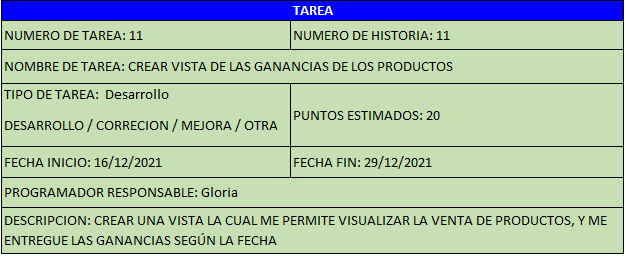 TAREA
NUMERO DE TAREA: 11
NUMERO DE HISTORIA: 11
NOMBRE DE TAREA: CREAR VISTA DE LAS GANANCIAS DE LOS PRODUCTOS
TIPO DE TAREA: Desarrollo
DESARROLLO / CORRECION / MEJORA / OTRA
PUNTOS ESTIMADOS: 20
FECHA INICIO: 16/12/2021
FECHA FIN: 29/12/2021
PROGRAMADOR RESPONSABLE: Gloria
DESCRIPCION: CREAR UNA VISTA LA CUAL ME PERMITE VISUALIZAR LA VENTA DE PRODUCTOS, Y ME
ENTREGUE LAS GANANCIAS SEGÚN LA FECHA